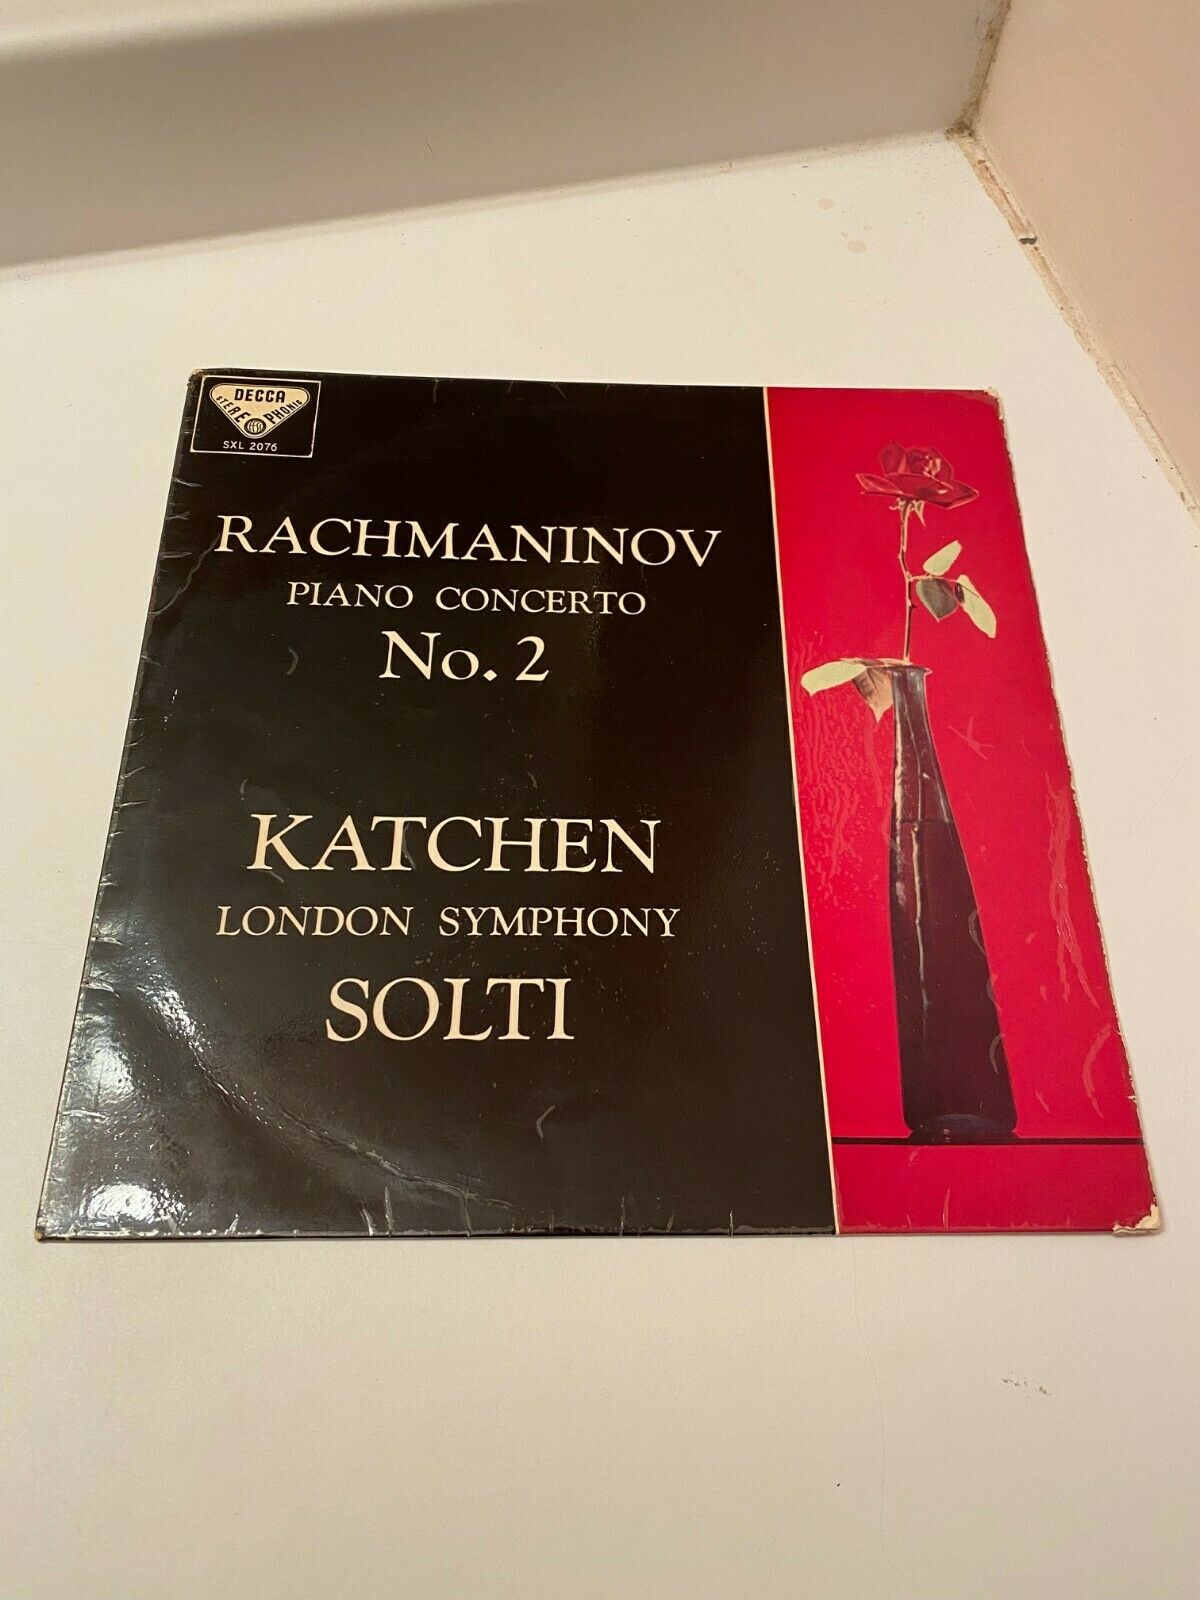 DECCA
STEREOPHONIC
SXL 2076
RACHMANINOV
PIANO CONCERTO
No. 2
KATCHEN
LONDON SYMPHONY
SOLTI